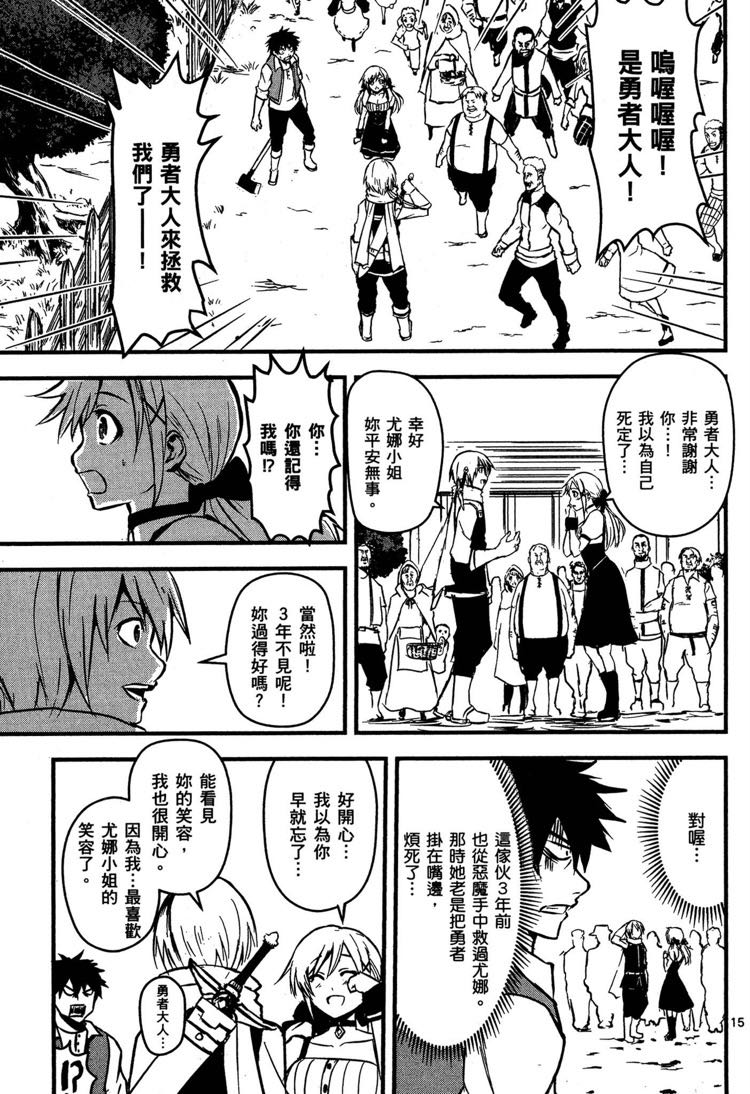 嗚喔喔喔！
是勇者大人！
勇者大人來拯救
我們了——！
勇者大人…
非常謝謝
你…！
我以為自己
死定了…
幸好
尤娜小姐
妳平安無事。
你…
你還記得
我嗎!?
當然啦！
3年不見呢！
妳過得好嗎？
對喔…
這傢伙3年前
也從惡魔手中救過尤娜。
那時她老是把勇者
掛在嘴邊，
煩死了…
好開心…
我以為你
早就忘了…
能看見
妳的笑容，
我也很開心。
因為我…最喜歡
尤娜小姐的
笑容了。
勇者大人…
!?
15